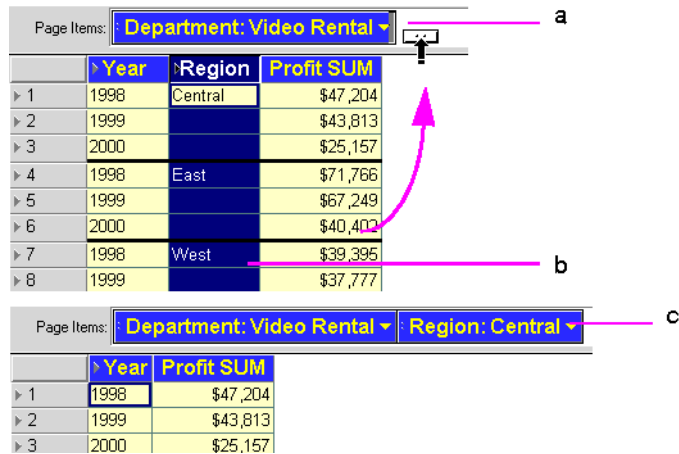 Page Items: Department: Video Rental a
Year Region Profit SUM
1 1998 Central $47,204
2 1999 $43,813
3 2000 $25,157
4 1998 East $71,766
5 1999 $67,249
6 2000 $40,402
7 1998 West $39,395
b
8 1999 $37,777
Page Items: Department: Video Rental Region: Central c
Year Profit SUM
1 1998 $47,204
2 1999 $43,813
3 2000 $25,157